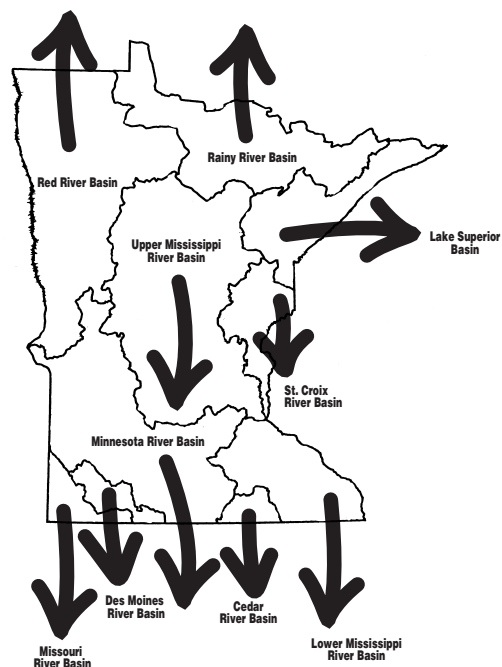 Rainy River Basin
Red River Basin
Lake Superior
Basin
Upper Mississippi
River Basin
St. Croix
River Basin
Minnesota River Basin
Des Moines
River Basin
Cedar
River Basin
Missouri
River Basin
Lower Mississippi
River Basin